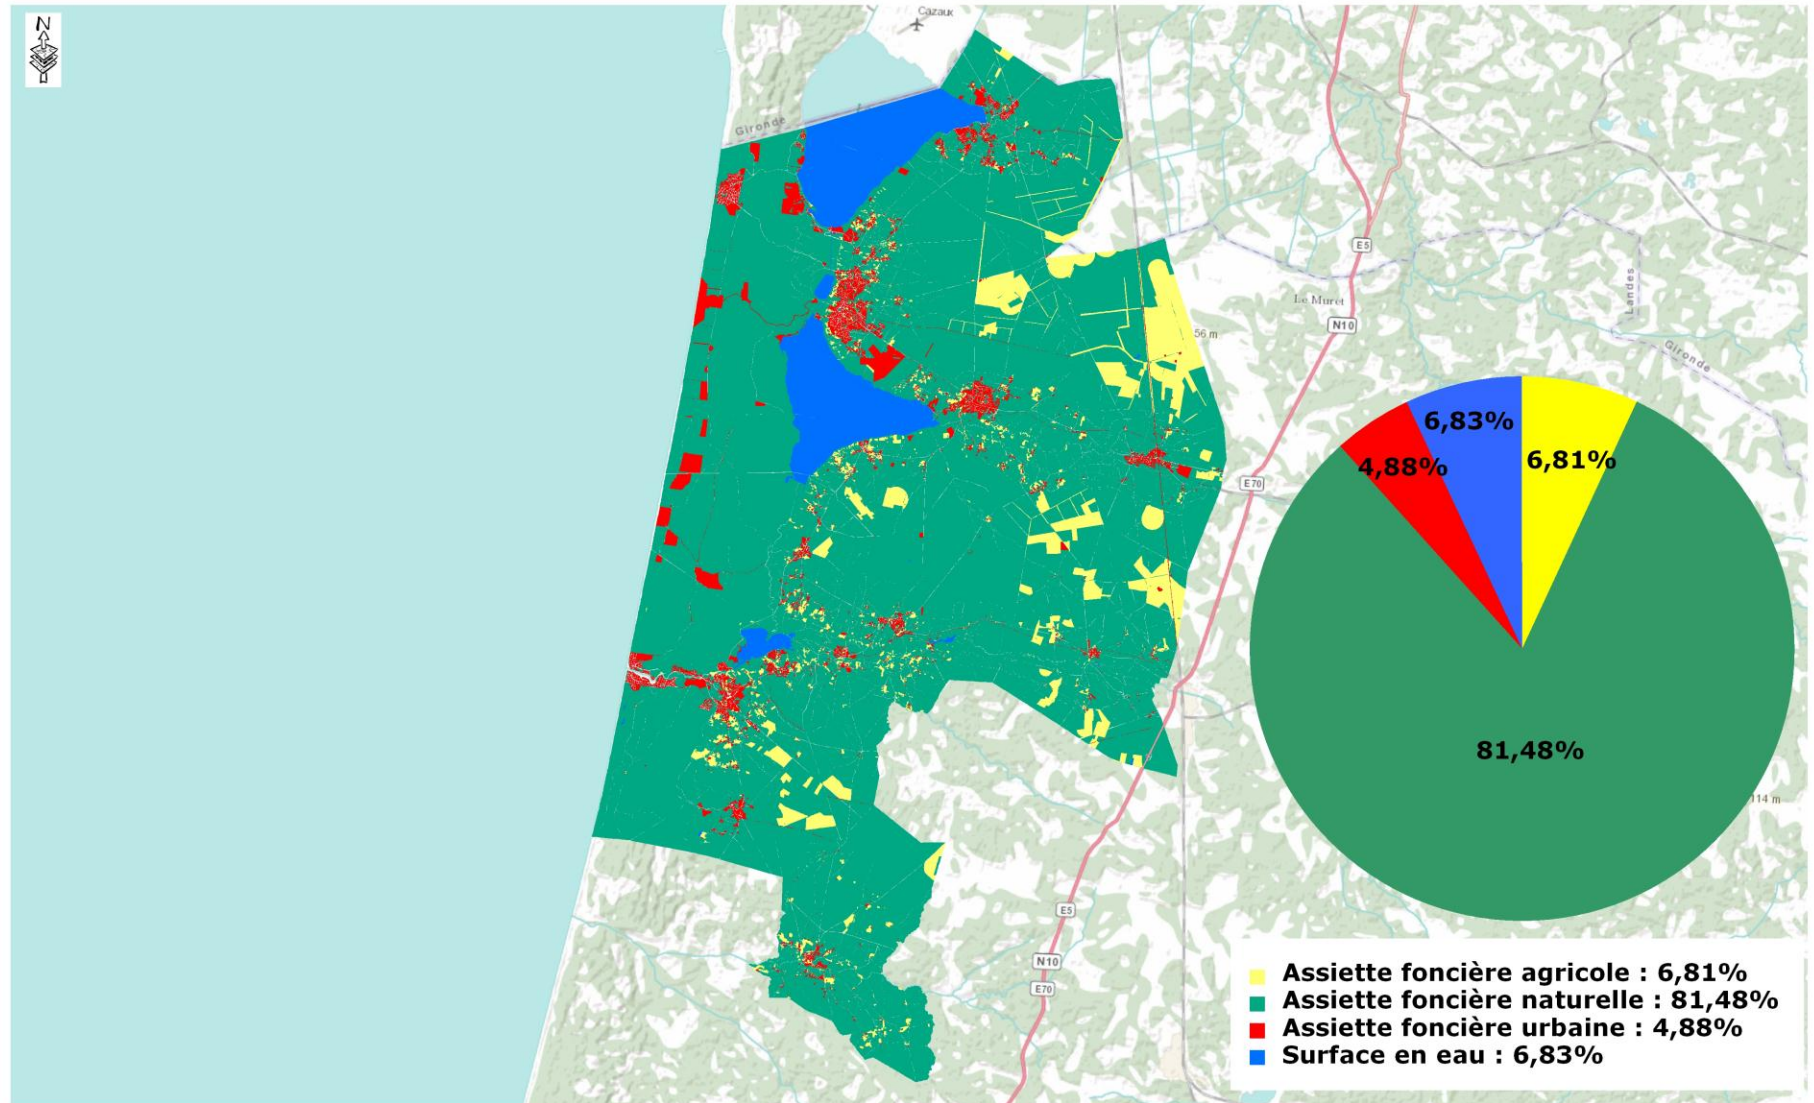 N
Cazaux
Gironde
E5
Landes
Le Muret
N10
56 m
Gironde
6,83%
6,81%
4,88%
E70
81,48%
114 m
E5
N10
E70
Assiette foncière agricole : 6,81%
Assiette foncière naturelle : 81,48%
Assiette foncière urbaine : 4,88%
Surface en eau : 6,83%